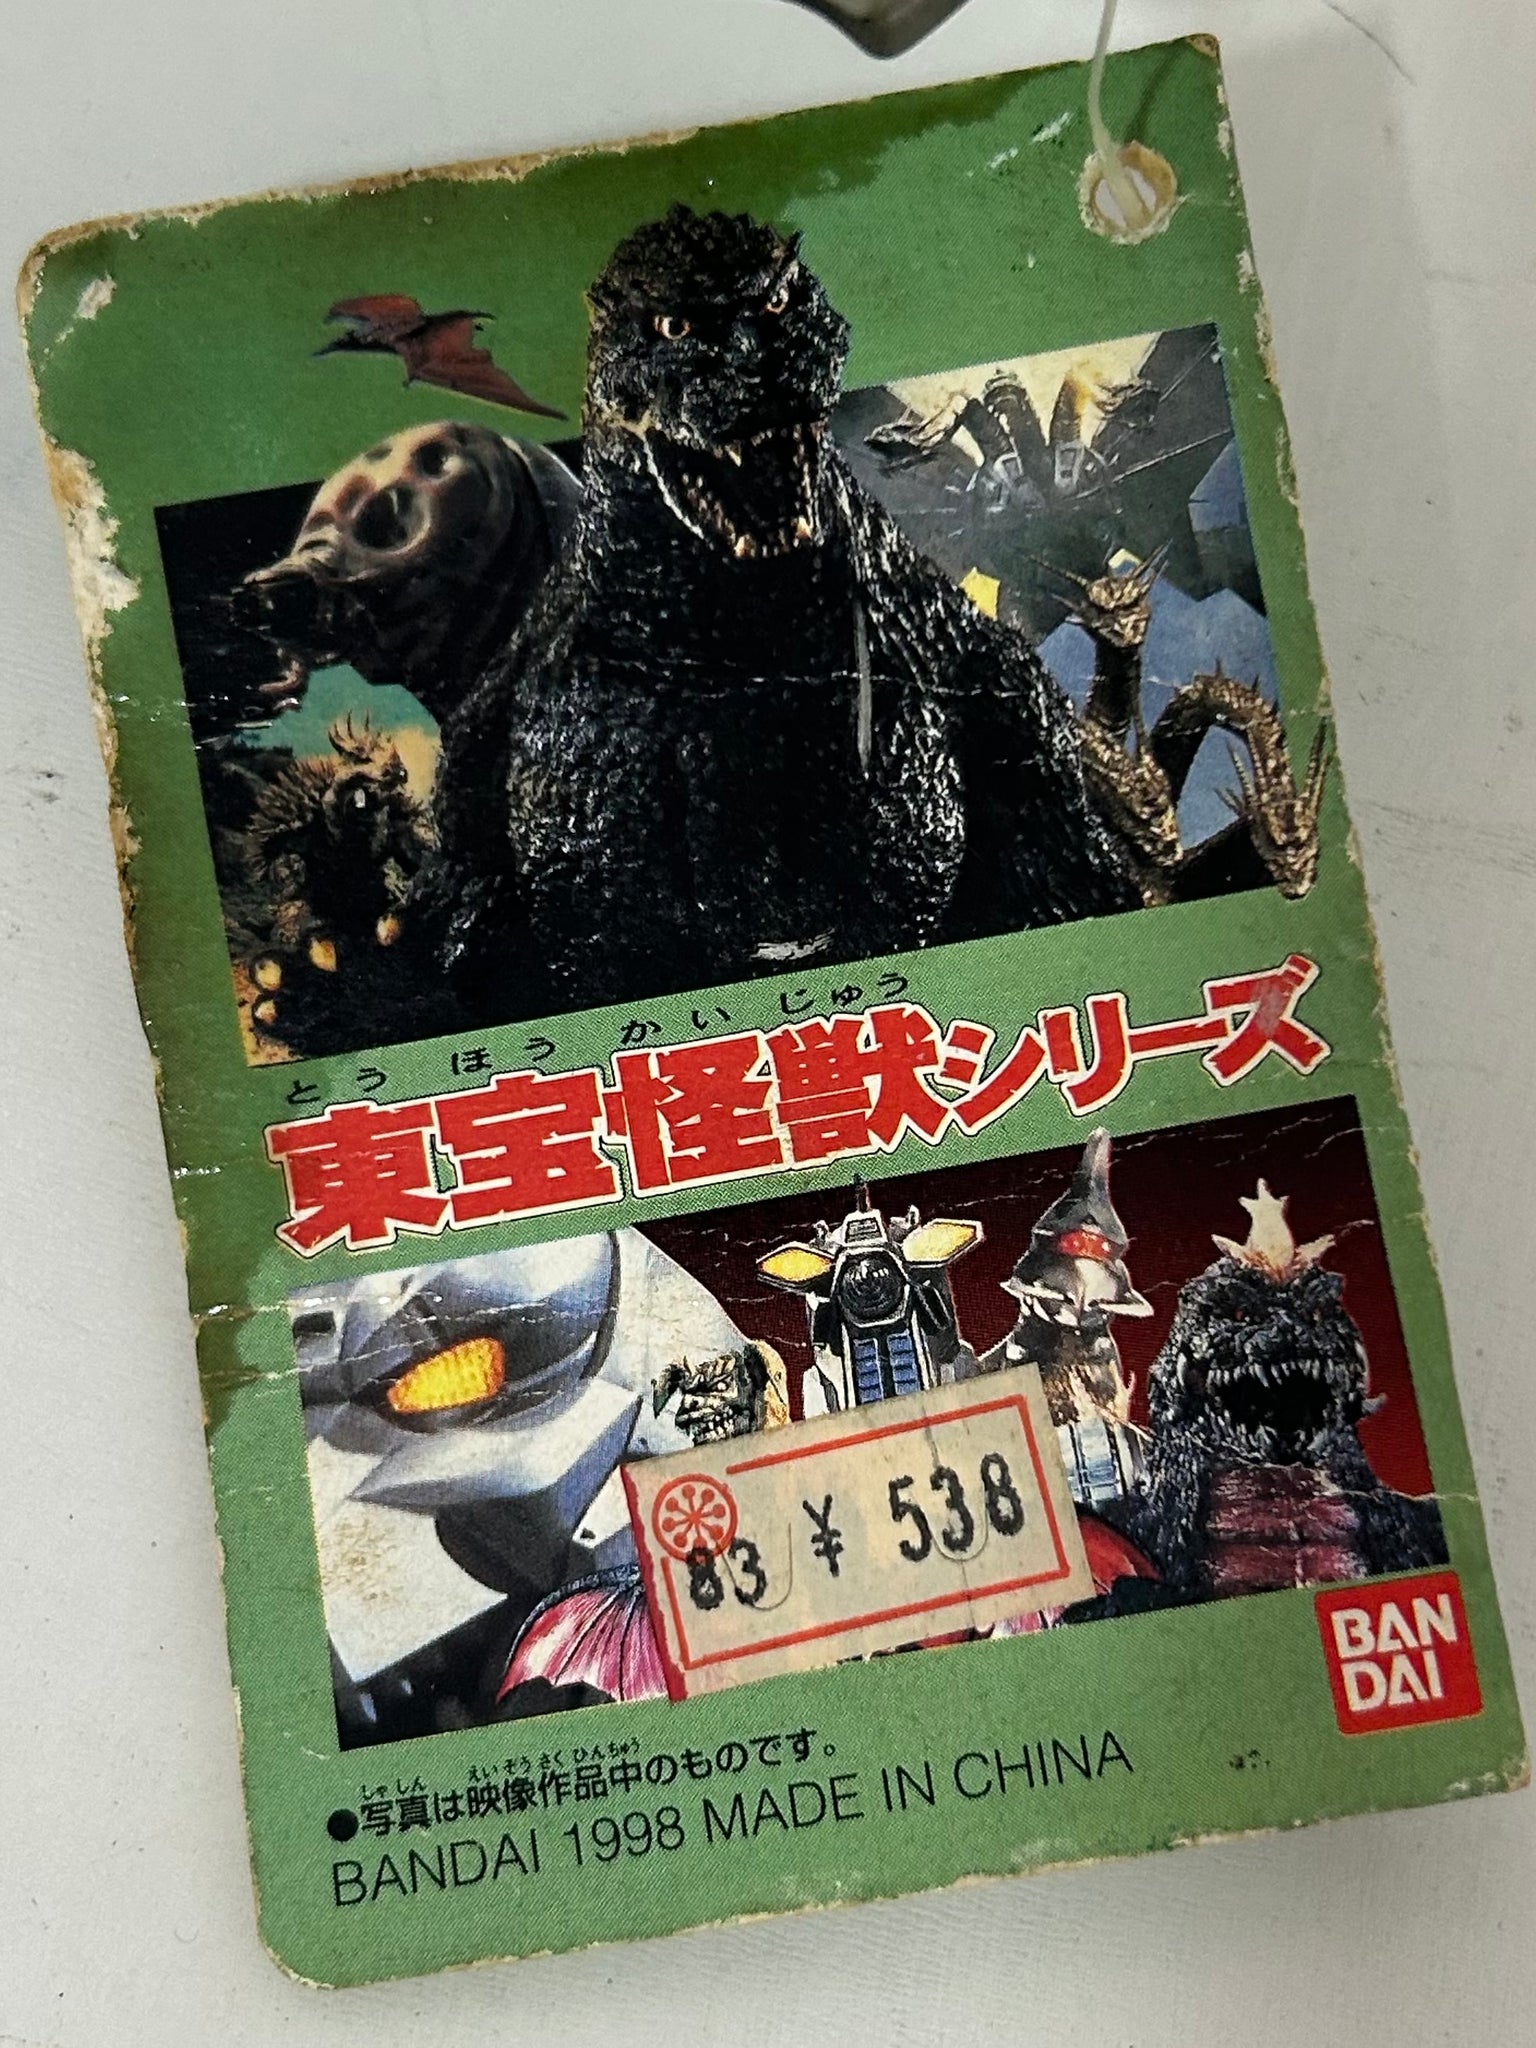 とうほうかいじゅう
東宝怪獣シリーズ
83 ¥ 538
BAN
DAI
しゃしん えいぞうさくひんちゅう
●写真は映像作品中のものです。
BANDAI 1998 MADE IN CHINA